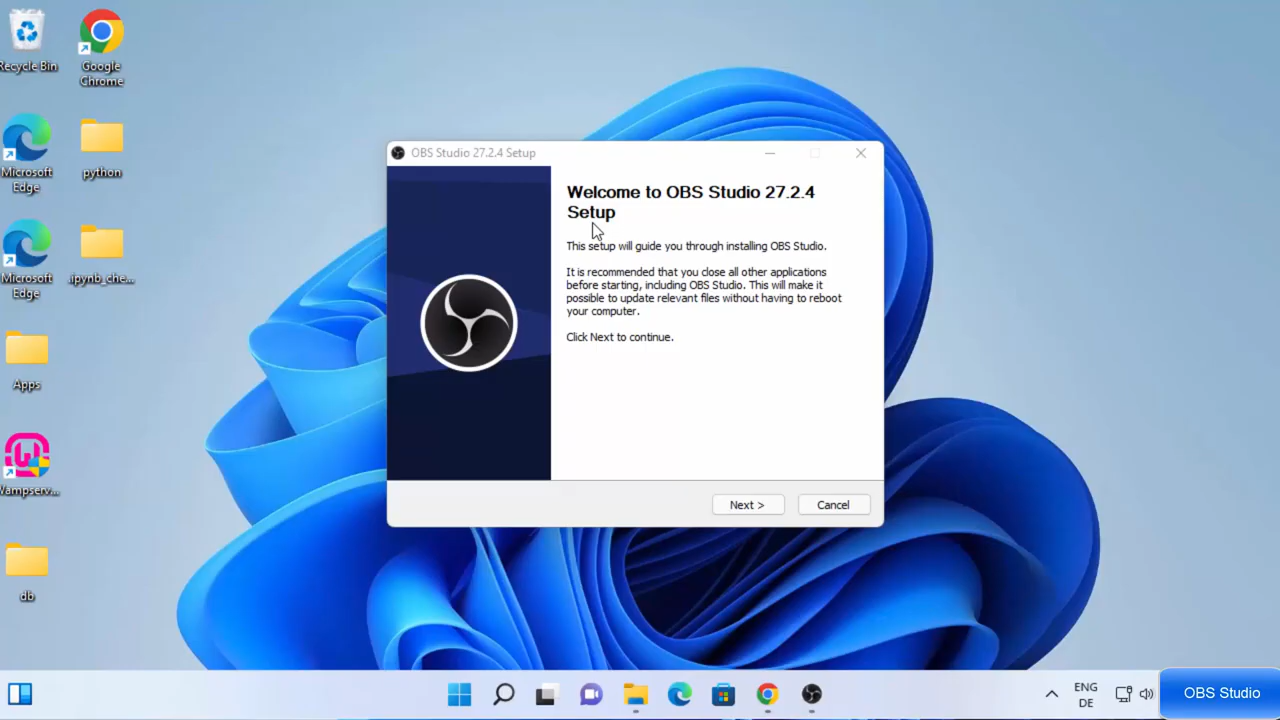 Recycle Bin
Google
Chrome
Microsoft
Edge
python
Microsoft
Edge
.ipynb_che...
Apps
Wampserv...
db
OBS Studio 27.2.4 Setup
Welcome to OBS Studio 27.2.4
Setup
This setup will guide you through installing OBS Studio.
It is recommended that you close all other applications
before starting, including OBS Studio. This will make it
possible to update relevant files without having to reboot
your computer.
Click Next to continue.
Next >
Cancel
ENG
DE
OBS Studio